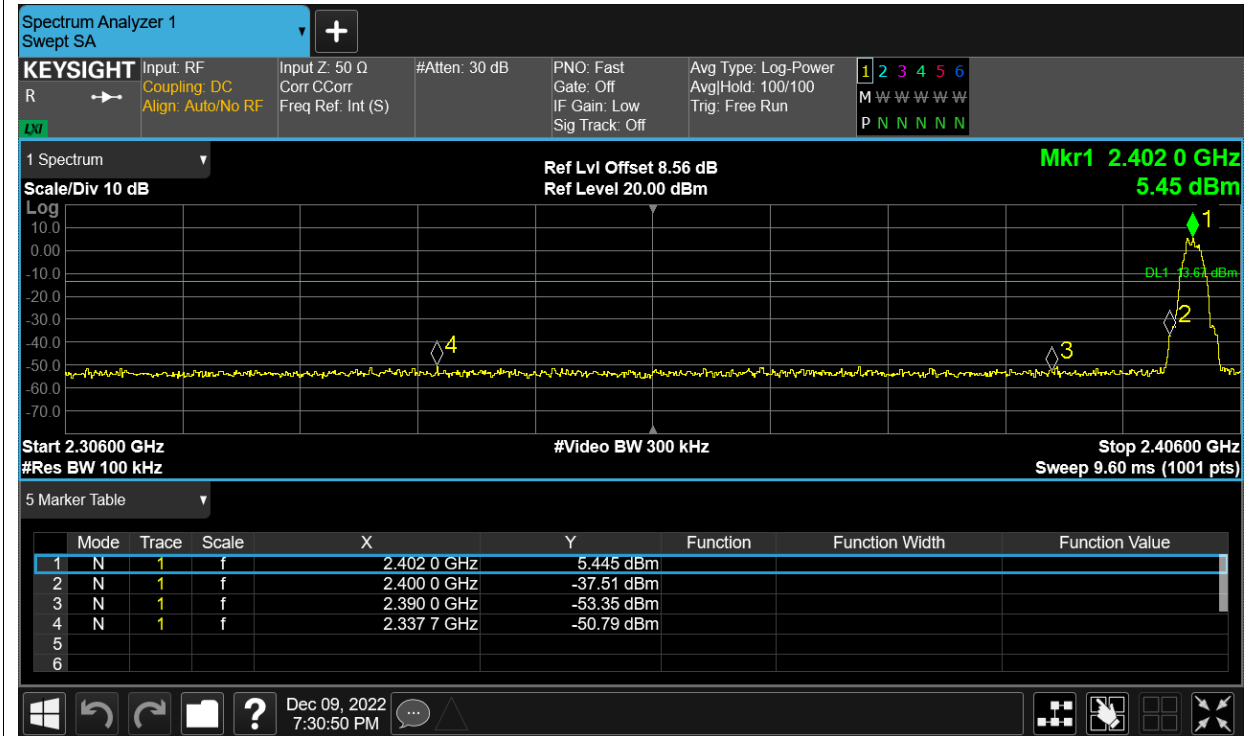 Spectrum Analyzer 1
Swept SA
KEYSIGHT Input: RF Input Z: 50 Ω #Atten: 30 dB PNO: Fast Avg Type: Log-Power 1 2 3 4 5 6
R Coupling: DC Corr CCorr Gate: Off Avg|Hold: 100/100 M W W W W W
Align: Auto/No RF Freq Ref: Int (S) IF Gain: Low Trig: Free Run
LXI Sig Track: Off P N N N N N
1 Spectrum Ref Lvl Offset 8.56 dB Mkr1 2.402 0 GHz
Scale/Div 10 dB Ref Level 20.00 dBm 5.45 dBm
Log
1
10.0
0.00
-10.0 DL1 -13.67 dBm
-20.0
2
-30.0
-40.0
4 3
-50.0
-60.0
-70.0
Start 2.30600 GHz #Video BW 300 kHz Stop 2.40600 GHz
#Res BW 100 kHz Sweep 9.60 ms (1001 pts)
5 Marker Table
Mode Trace Scale X Y Function Function Width Function Value
1 N 1 f 2.402 0 GHz 5.445 dBm
2 N 1 f 2.400 0 GHz -37.51 dBm
3 N 1 f 2.390 0 GHz -53.35 dBm
4 N 1 f 2.337 7 GHz -50.79 dBm
5
6
? Dec 09, 2022
7:30:50 PM